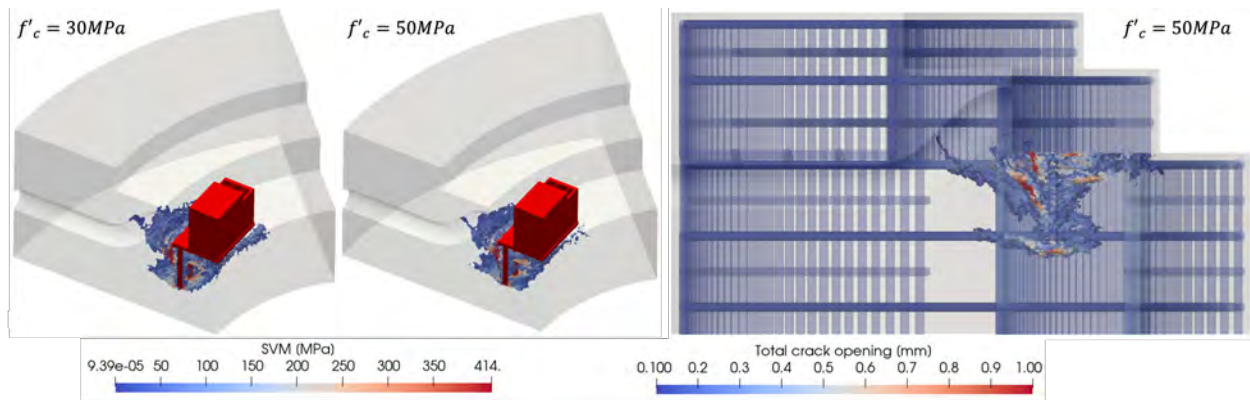 f'c = 30MPa
f'c = 50MPa
f'c = 50MPa
SVM (MPa)
9.39e-05 50 100 150 200 250 300 350 414.
Total crack opening (mm)
0.100 0.2 0.3 0.4 0.5 0.6 0.7 0.8 0.9 1.00